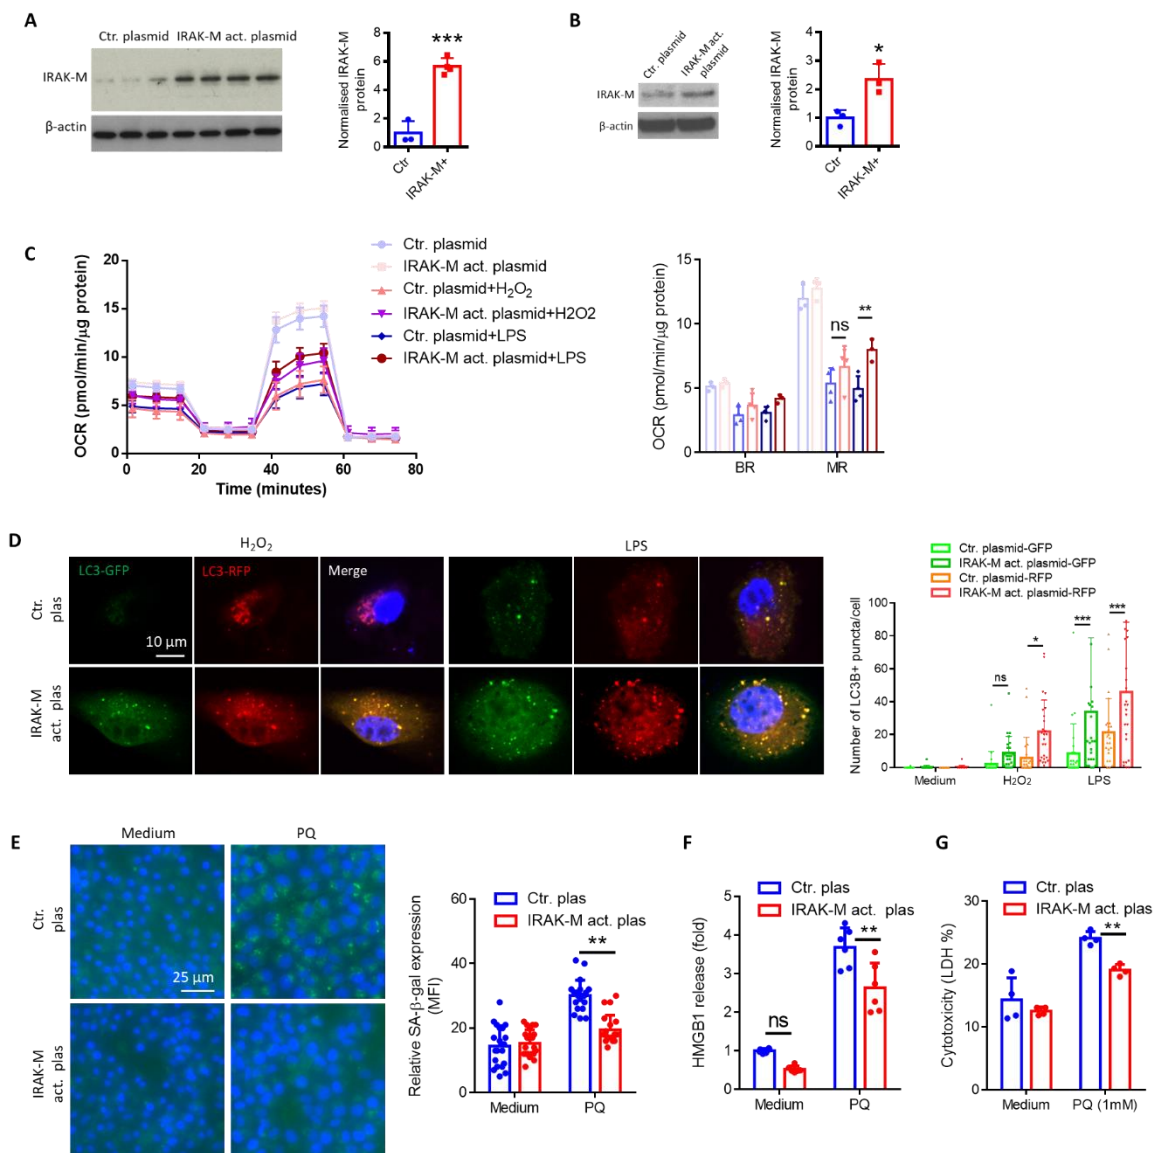 A
Ctr. plasmid IRAK-M act. plasmid
IRAK-M
β-actin
Normalised IRAK-M
protein
8
6
4
2
0
***
Ctr
IRAK-M+
B
Ctr. plasmid
IRAK-M act.
plasmid
IRAK-M
β-actin
Normalised IRAK-M
protein
4
3
2
1
0
*
Ctr
IRAK-M+
C
OCR (pmol/min/µg protein)
20
15
10
5
0
0 20 40 60 80
Time (minutes)
Ctr. plasmid
IRAK-M act. plasmid
Ctr. plasmid+H₂O₂
IRAK-M act. plasmid+H2O2
Ctr. plasmid+LPS
IRAK-M act. plasmid+LPS
OCR (pmol/min/µg protein)
15
10
5
0
ns
**
BR MR
D
H₂O₂ LPS
LC3-GFP LC3-RFP Merge
Ctr.
plas
10 µm
IRAK-M
act. plas
Ctr. plasmid-GFP
IRAK-M act. plasmid-GFP
Ctr. plasmid-RFP
IRAK-M act. plasmid-RFP
Number of LC3B+ puncta/cell
100
80
60
40
20
0
ns
*
***
***
Medium H₂O₂ LPS
E
Medium PQ
Ctr.
plas
25 µm
IRAK-M
act. plas
Relative SA-β-gal expression
(MFI)
60
40
20
0
Ctr. plas
IRAK-M act. plas
**
Medium PQ
F
HMGB1 release (fold)
5
4
3
2
1
0
Ctr. plas
IRAK-M act. plas
ns
**
Medium PQ
G
Cytotoxicity (LDH %)
30
20
10
0
Ctr. plas
IRAK-M act. plas
**
Medium PQ (1mM)